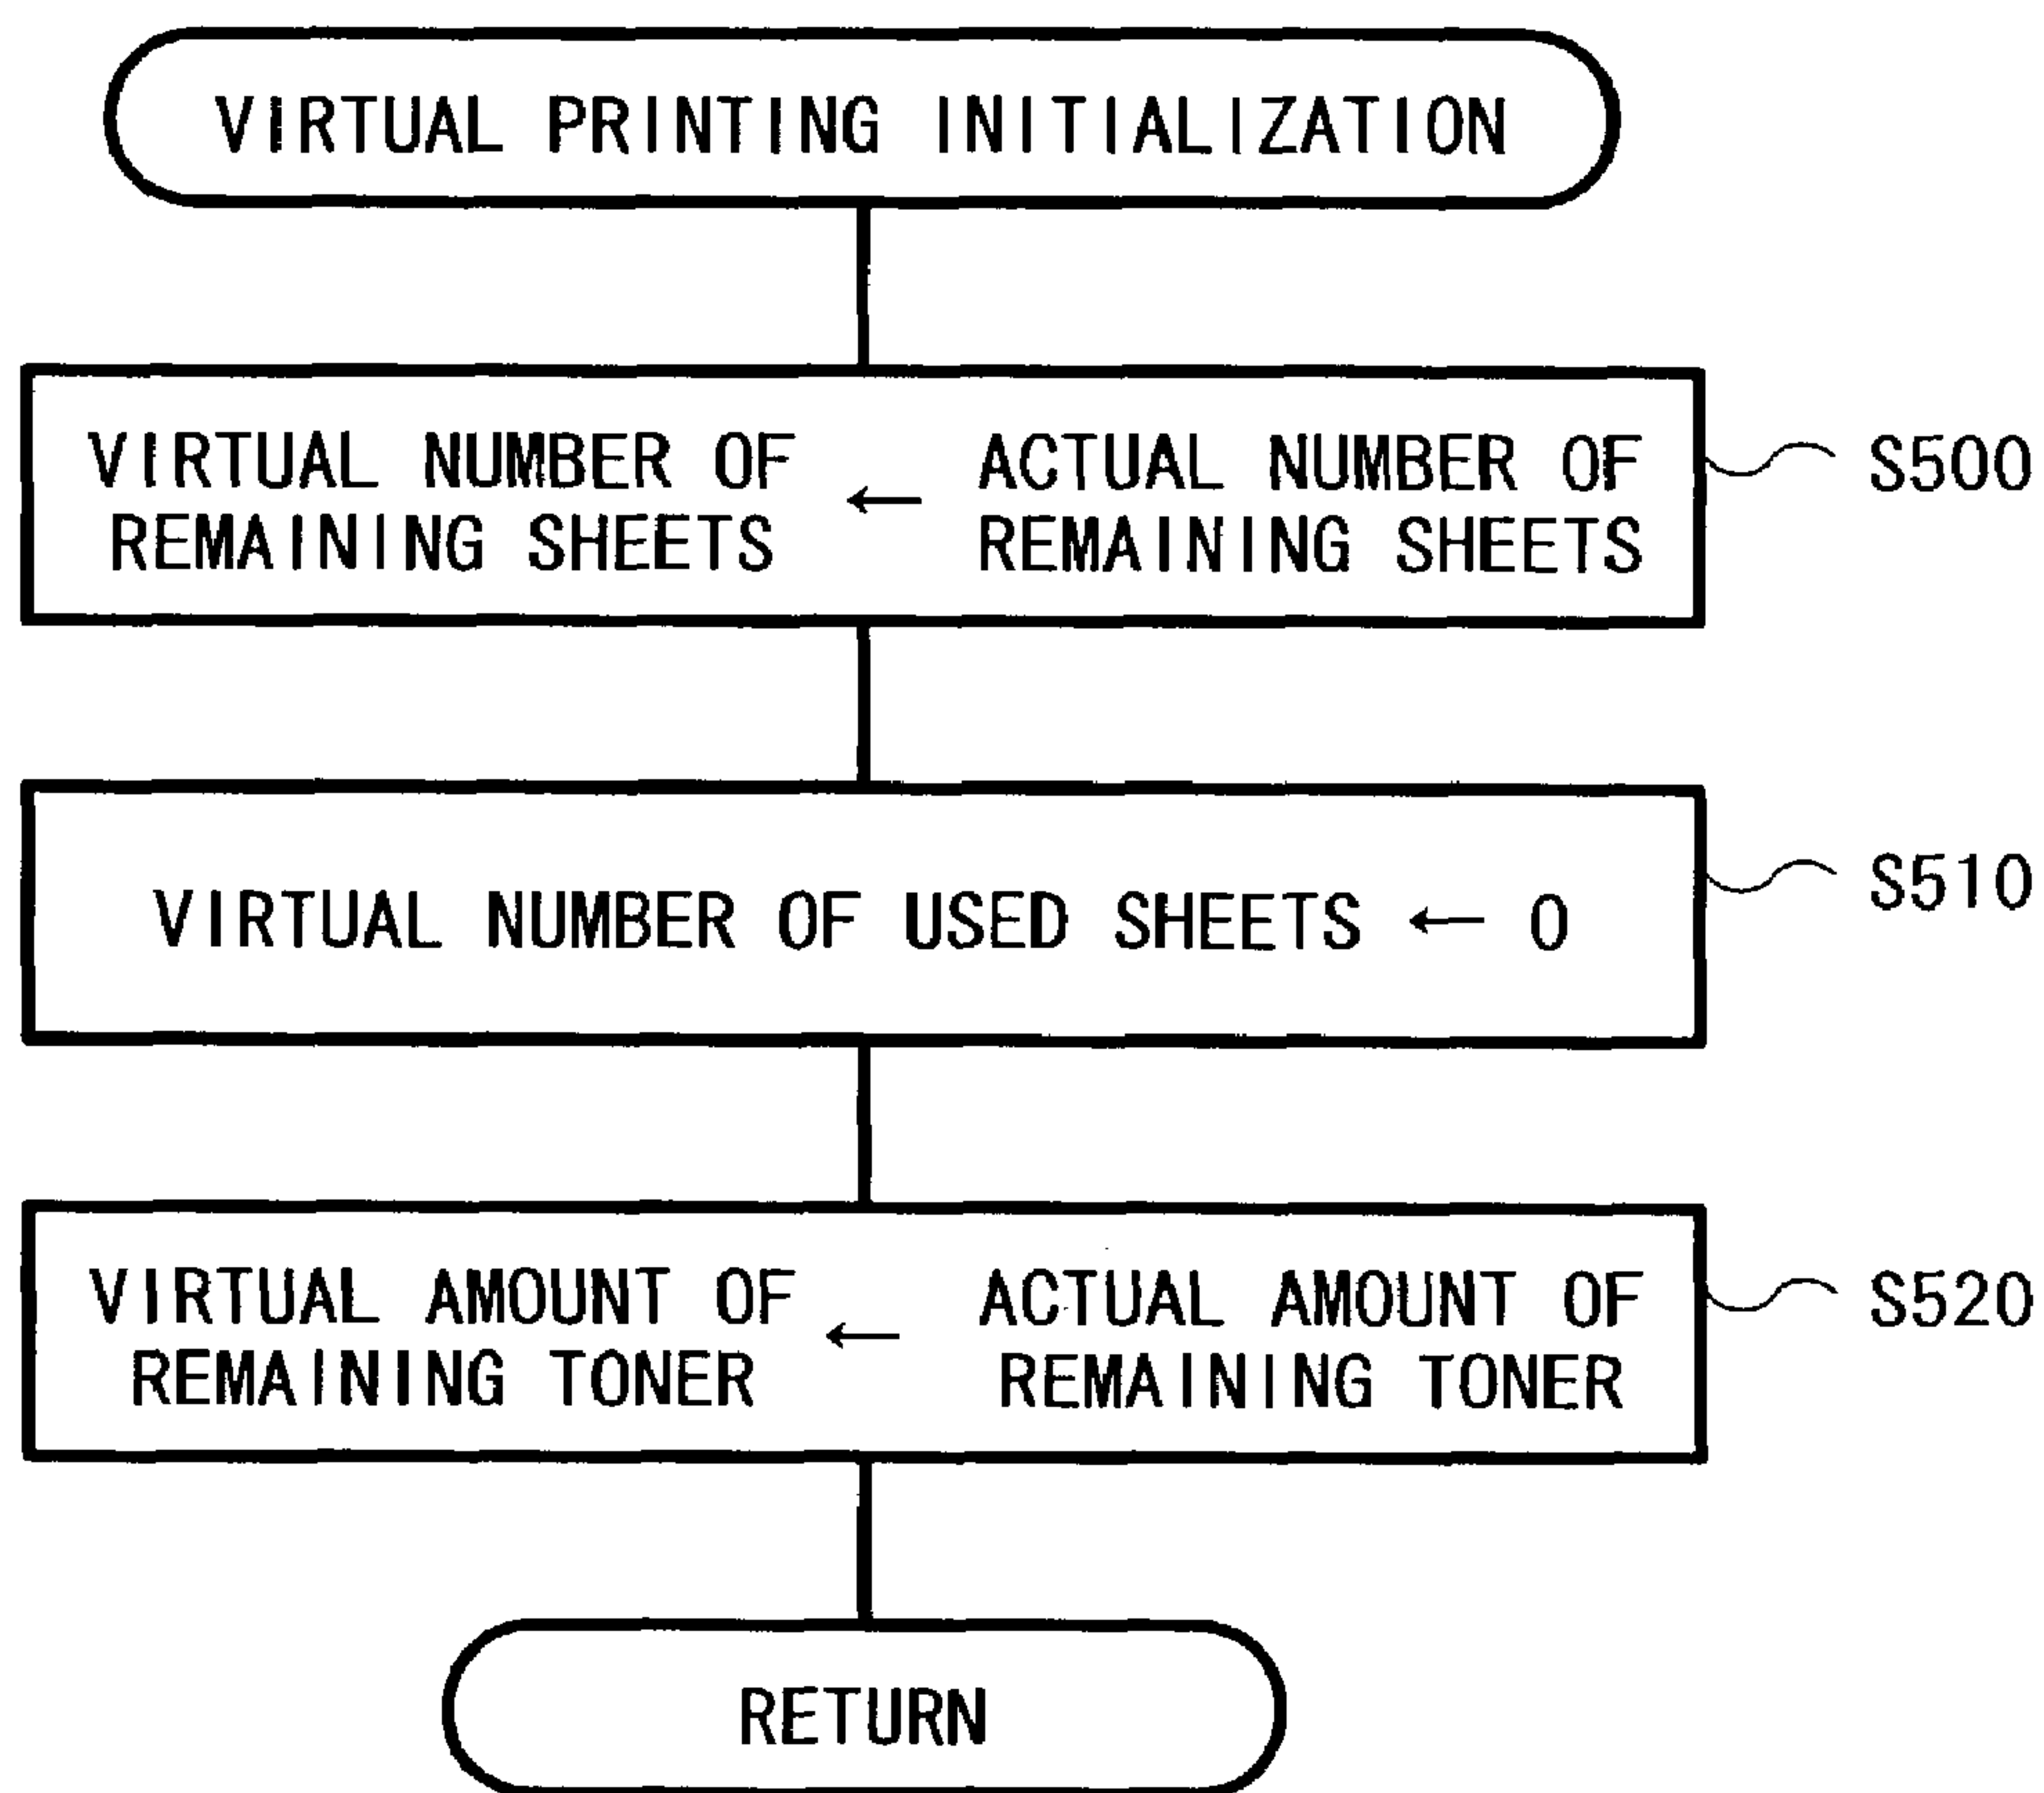 VIRTUAL PRINTING INITIALIZATION
VIRTUAL NUMBER OF
REMAINING SHEETS
←
ACTUAL NUMBER OF
REMAINING SHEETS
S500
VIRTUAL NUMBER OF USED SHEETS ← 0
S510
VIRTUAL AMOUNT OF
REMAINING TONER
←
ACTUAL AMOUNT OF
REMAINING TONER
S520
RETURN